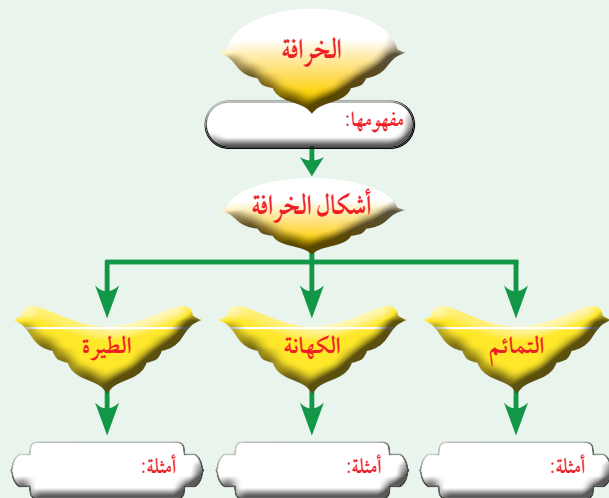 الخرافة
مفهومها:
أشكال الخرافة
التمائم
الكهانة
الطيرة
أمثلة:
أمثلة:
أمثلة: